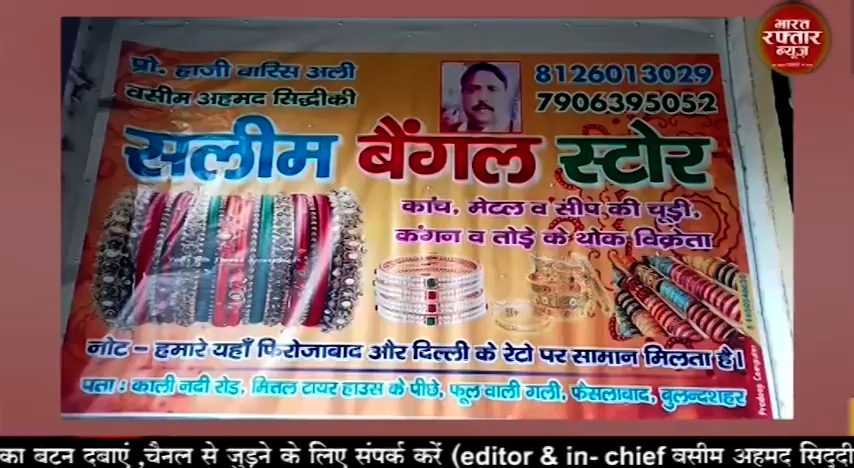 भारत
रफ्तार
न्यूज़
प्रो. हाजी वारिस अली
वसीम अहमद सिद्दीकी
8126013029
7906395052
सलीम बैंगल स्टोर
कांच, मेटल व सीप की चूड़ी,
कंगन व तोड़े के थोक विक्रेता
नोट - हमारे यहाँ फिरोजाबाद और दिल्ली के रेटो पर सामान मिलता है।
पता : काली नदी रोड, मित्तल टायर हाउस के पीछे, फूल वाली गली, फैसलाबाद, बुलन्दशहर
का बटन दबाएं ,चैनल से जुड़ने के लिए संपर्क करें (editor & in- chief वसीम अहमद सिद्दी